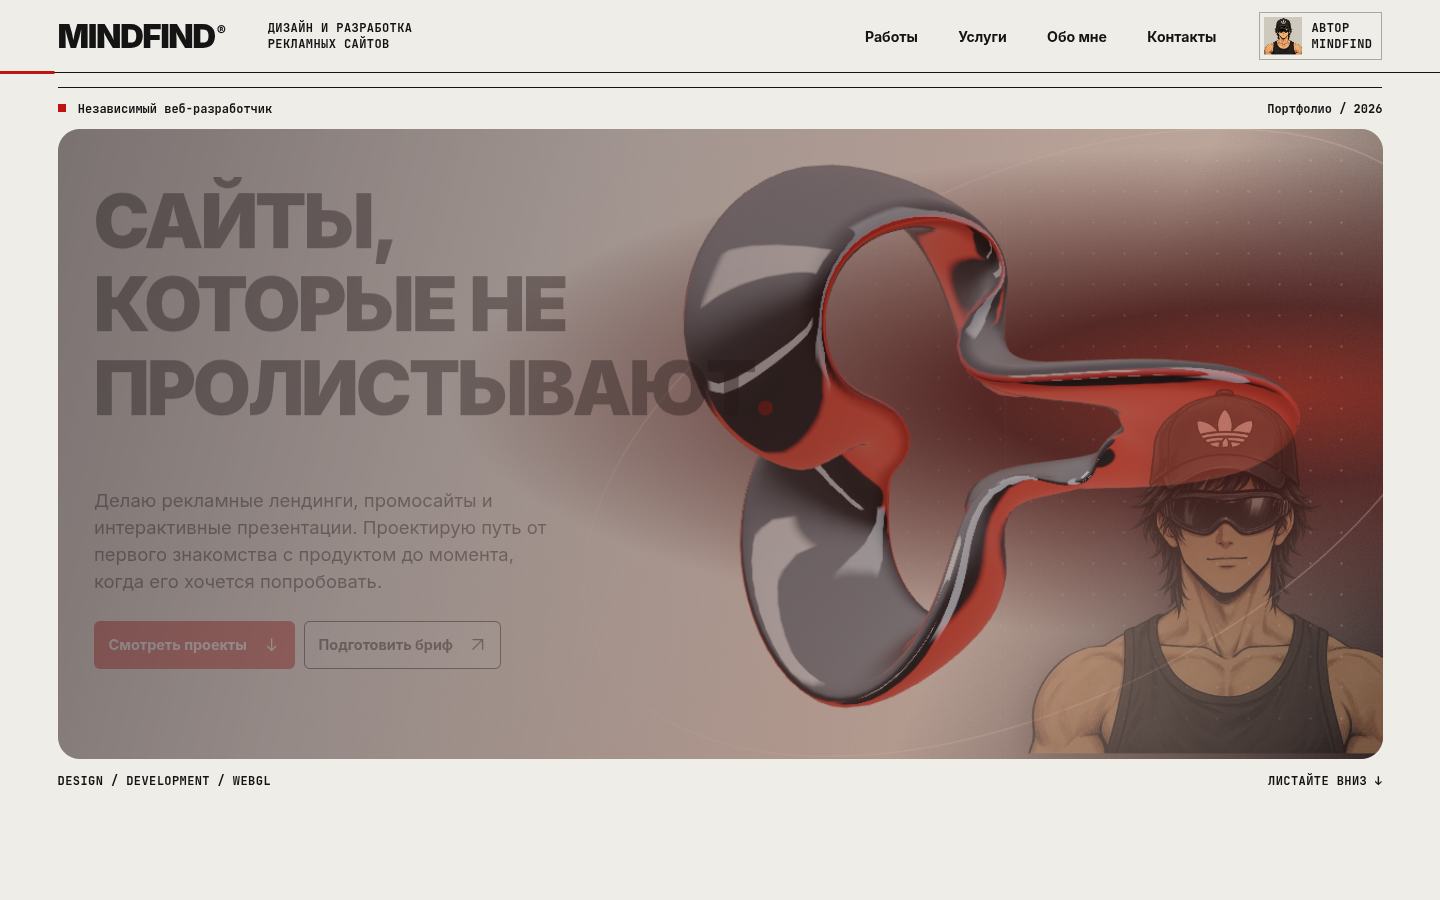 MINDFIND®
ДИЗАЙН И РАЗРАБОТКА
РЕКЛАМНЫХ САЙТОВ
Работы
Услуги
Обо мне
Контакты
АВТОР
MINDFIND
Независимый веб-разработчик
Портфолио / 2026
САЙТЫ,
КОТОРЫЕ НЕ
ПРОЛИСТЫВАЮТ
Делаю рекламные лендинги, промосайты и
интерактивные презентации. Проектирую путь от
первого знакомства с продуктом до момента,
когда его хочется попробовать.
Смотреть проекты ↓
Подготовить бриф ↗
DESIGN / DEVELOPMENT / WEBGL
ЛИСТАЙТЕ ВНИЗ ↓